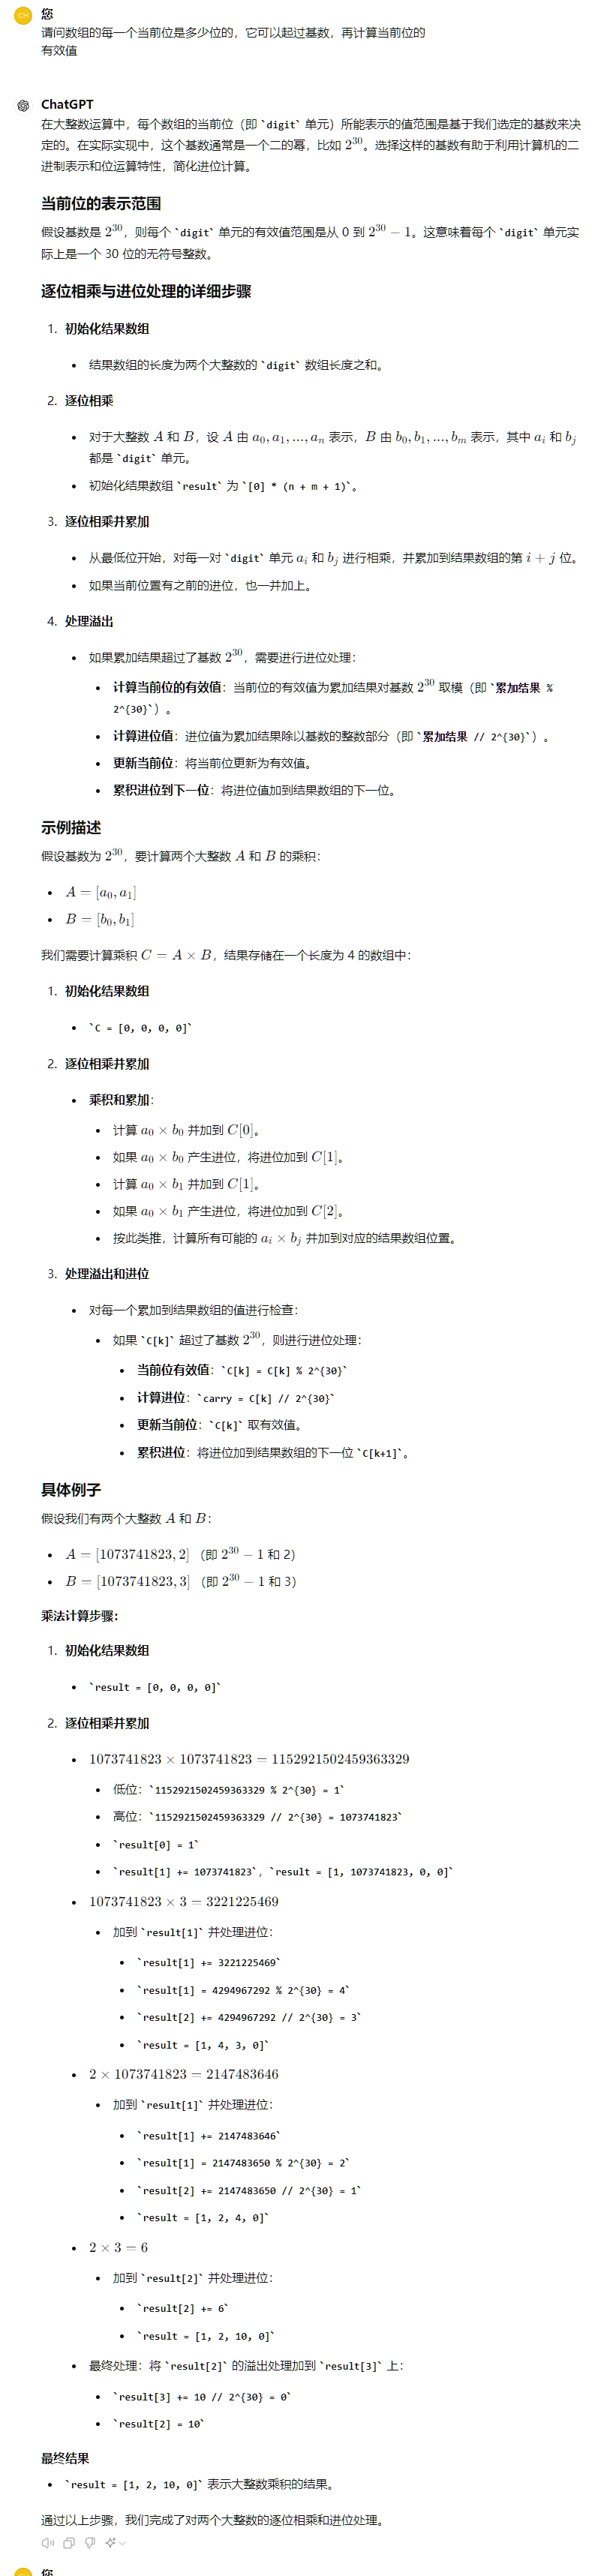 CH
您
请问数组的每一个当前位是多少位的，它可以起过基数，再计算当前位的
有效值
ChatGPT
在大整数运算中，每个数组的当前位（即 `digit` 单元）所能表示的值范围是基于我们选定的基数来决
定的。在实际实现中，这个基数通常是一个二的幂，比如 2^30。选择这样的基数有助于利用计算机的二
进制表示和位运算特性，简化进位计算。
当前位的表示范围
假设基数是 2^30，则每个 `digit` 单元的有效值范围是从 0 到 2^30 − 1。这意味着每个 `digit` 单元实
际上是一个 30 位的无符号整数。
逐位相乘与进位处理的详细步骤
1. 初始化结果数组
• 结果数组的长度为两个大整数的 `digit` 数组长度之和。
2. 逐位相乘
• 对于大整数 A 和 B，设 A 由 a0, a1, ..., an 表示，B 由 b0, b1, ..., bm 表示，其中 ai 和 bj
都是 `digit` 单元。
• 初始化结果数组 `result` 为 `[0] * (n + m + 1)`。
3. 逐位相乘并累加
• 从最低位开始，对每一对 `digit` 单元 ai 和 bj 进行相乘，并累加到结果数组的第 i + j 位。
• 如果当前位置有之前的进位，也一并加上。
4. 处理溢出
• 如果累加结果超过了基数 2^30，需要进行进位处理：
• 计算当前位的有效值：当前位的有效值为累加结果对基数 2^30 取模（即 `累加结果 %
2^{30}`）。
• 计算进位值：进位值为累加结果除以基数的整数部分（即 `累加结果 // 2^{30}`）。
• 更新当前位：将当前位更新为有效值。
• 累积进位到下一位：将进位值加到结果数组的下一位。
示例描述
假设基数为 2^30，要计算两个大整数 A 和 B 的乘积：
• A = [a0, a1]
• B = [b0, b1]
我们需要计算乘积 C = A × B，结果存储在一个长度为 4 的数组中：
1. 初始化结果数组
• `C = [0, 0, 0, 0]`
2. 逐位相乘并累加
• 乘积和累加：
• 计算 a0 × b0 并加到 C[0]。
• 如果 a0 × b0 产生进位，将进位加到 C[1]。
• 计算 a0 × b1 并加到 C[1]。
• 如果 a0 × b1 产生进位，将进位加到 C[2]。
• 按此类推，计算所有可能的 ai × bj 并加到对应的结果数组位置。
3. 处理溢出和进位
• 对每一个累加到结果数组的值进行检查：
• 如果 `C[k]` 超过了基数 2^30，则进行进位处理：
• 当前位有效值：`C[k] = C[k] % 2^{30}`
• 计算进位：`carry = C[k] // 2^{30}`
• 更新当前位：`C[k]` 取有效值。
• 累积进位：将进位加到结果数组的下一位 `C[k+1]`。
具体例子
假设我们有两个大整数 A 和 B：
• A = [1073741823, 2] （即 2^30 − 1 和 2）
• B = [1073741823, 3] （即 2^30 − 1 和 3）
乘法计算步骤：
1. 初始化结果数组
• `result = [0, 0, 0, 0]`
2. 逐位相乘并累加
• 1073741823 × 1073741823 = 1152921502459363329
• 低位：`1152921502459363329 % 2^{30} = 1`
• 高位：`1152921502459363329 // 2^{30} = 1073741823`
• `result[0] = 1`
• `result[1] += 1073741823`, `result = [1, 1073741823, 0, 0]`
• 1073741823 × 3 = 3221225469
• 加到 `result[1]` 并处理进位：
• `result[1] += 3221225469`
• `result[1] = 4294967292 % 2^{30} = 4`
• `result[2] += 4294967292 // 2^{30} = 3`
• `result = [1, 4, 3, 0]`
• 2 × 1073741823 = 2147483646
• 加到 `result[1]` 并处理进位：
• `result[1] += 2147483646`
• `result[1] = 2147483650 % 2^{30} = 2`
• `result[2] += 2147483650 // 2^{30} = 1`
• `result = [1, 2, 4, 0]`
• 2 × 3 = 6
• 加到 `result[2]` 并处理进位：
• `result[2] += 6`
• `result = [1, 2, 10, 0]`
• 最终处理：将 `result[2]` 的溢出处理加到 `result[3]` 上：
• `result[3] += 10 // 2^{30} = 0`
• `result[2] = 10`
最终结果
• `result = [1, 2, 10, 0]` 表示大整数乘积的结果。
通过以上步骤，我们完成了对两个大整数的逐位相乘和进位处理。
您